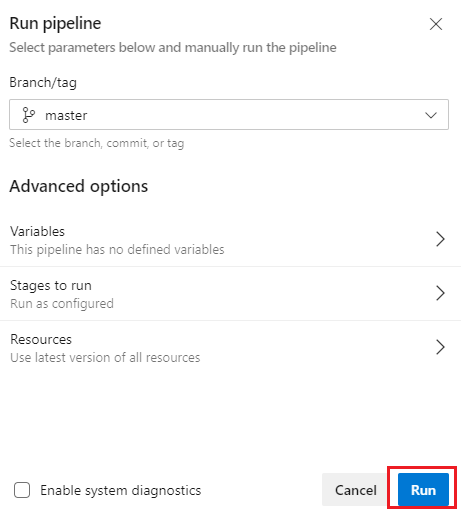 Run pipeline
Select parameters below and manually run the pipeline
Branch/tag
master
Select the branch, commit, or tag
Advanced options
Variables
This pipeline has no defined variables
Stages to run
Run as configured
Resources
Use latest version of all resources
Enable system diagnostics
Cancel
Run